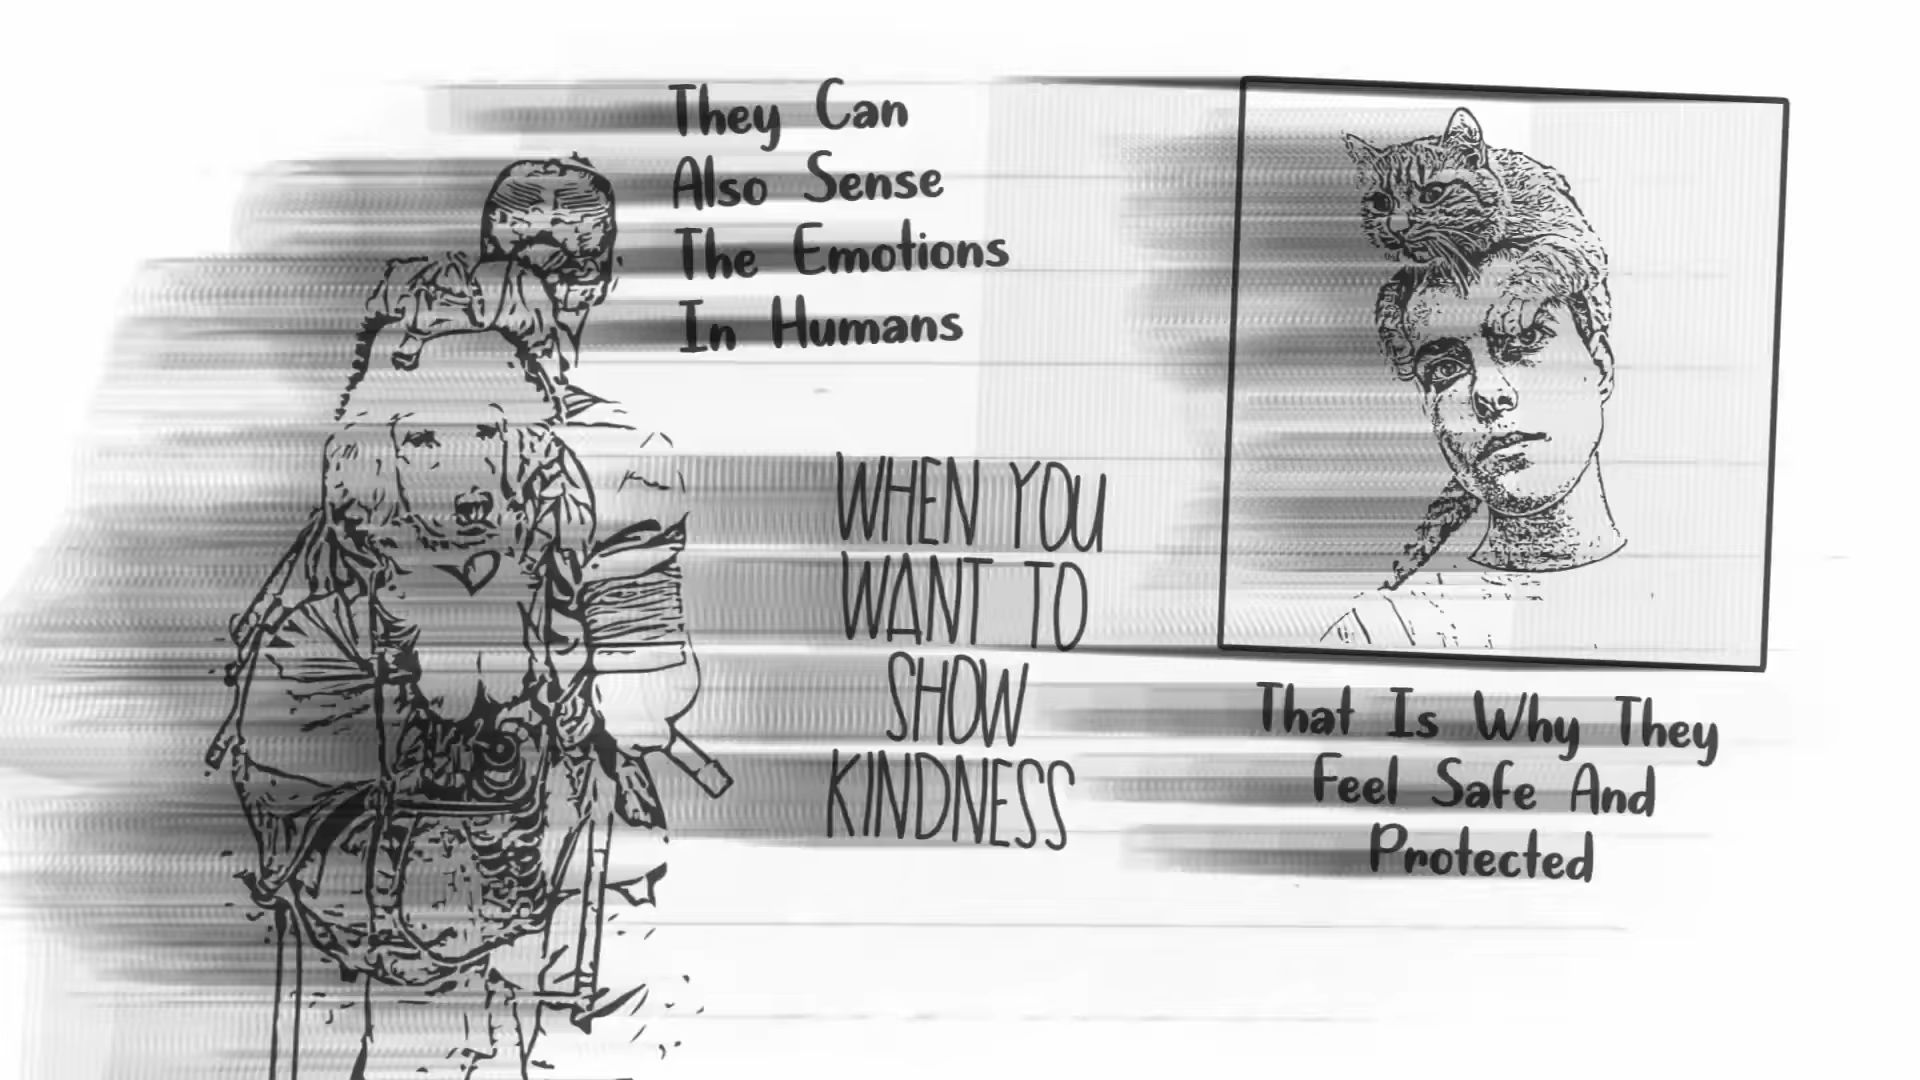 They Can
Also Sense
The Emotions
In Humans
WHEN YOU
WANT TO
SHOW
KINDNESS
That Is Why They
Feel Safe And
Protected